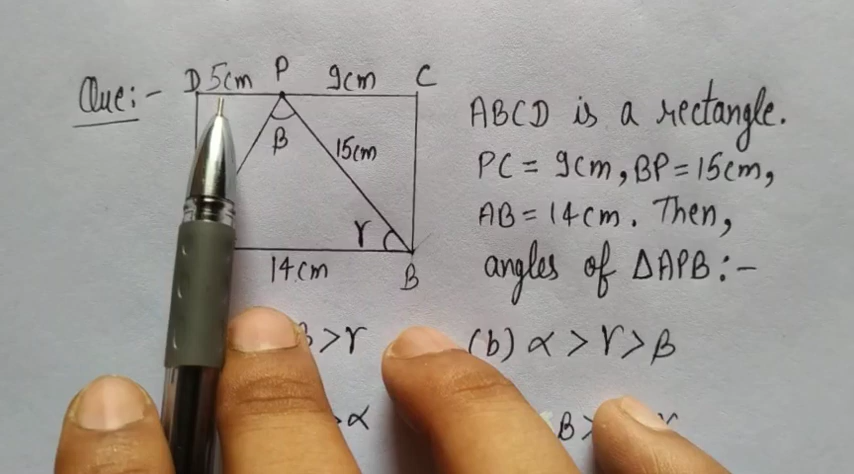 Que:-
D 5cm P 9cm C
β
15cm
γ
14cm
B
ABCD is a rectangle.
PC = 9cm, BP = 15cm,
AB = 14cm. Then,
angles of ΔAPB:-
β > γ
(b) α > γ > β
> α
β >